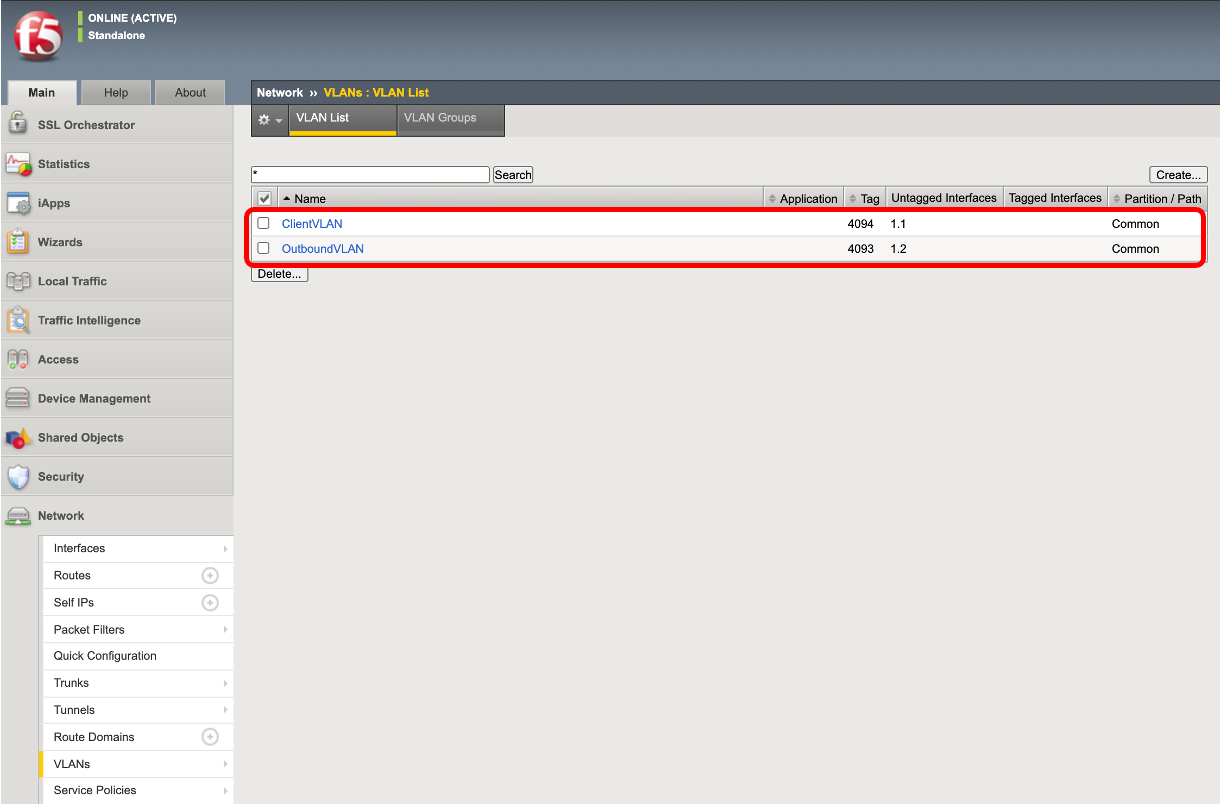 f5
ONLINE (ACTIVE)
Standalone
Main Help About
Network ›› VLANs : VLAN List
VLAN List VLAN Groups
SSL Orchestrator
Statistics
iApps
Wizards
Local Traffic
Traffic Intelligence
Access
Device Management
Shared Objects
Security
Network
Interfaces
Routes
Self IPs
Packet Filters
Quick Configuration
Trunks
Tunnels
Route Domains
VLANs
Service Policies
* Search Create...
Name Application Tag Untagged Interfaces Tagged Interfaces Partition / Path
ClientVLAN 4094 1.1 Common
OutboundVLAN 4093 1.2 Common
Delete...